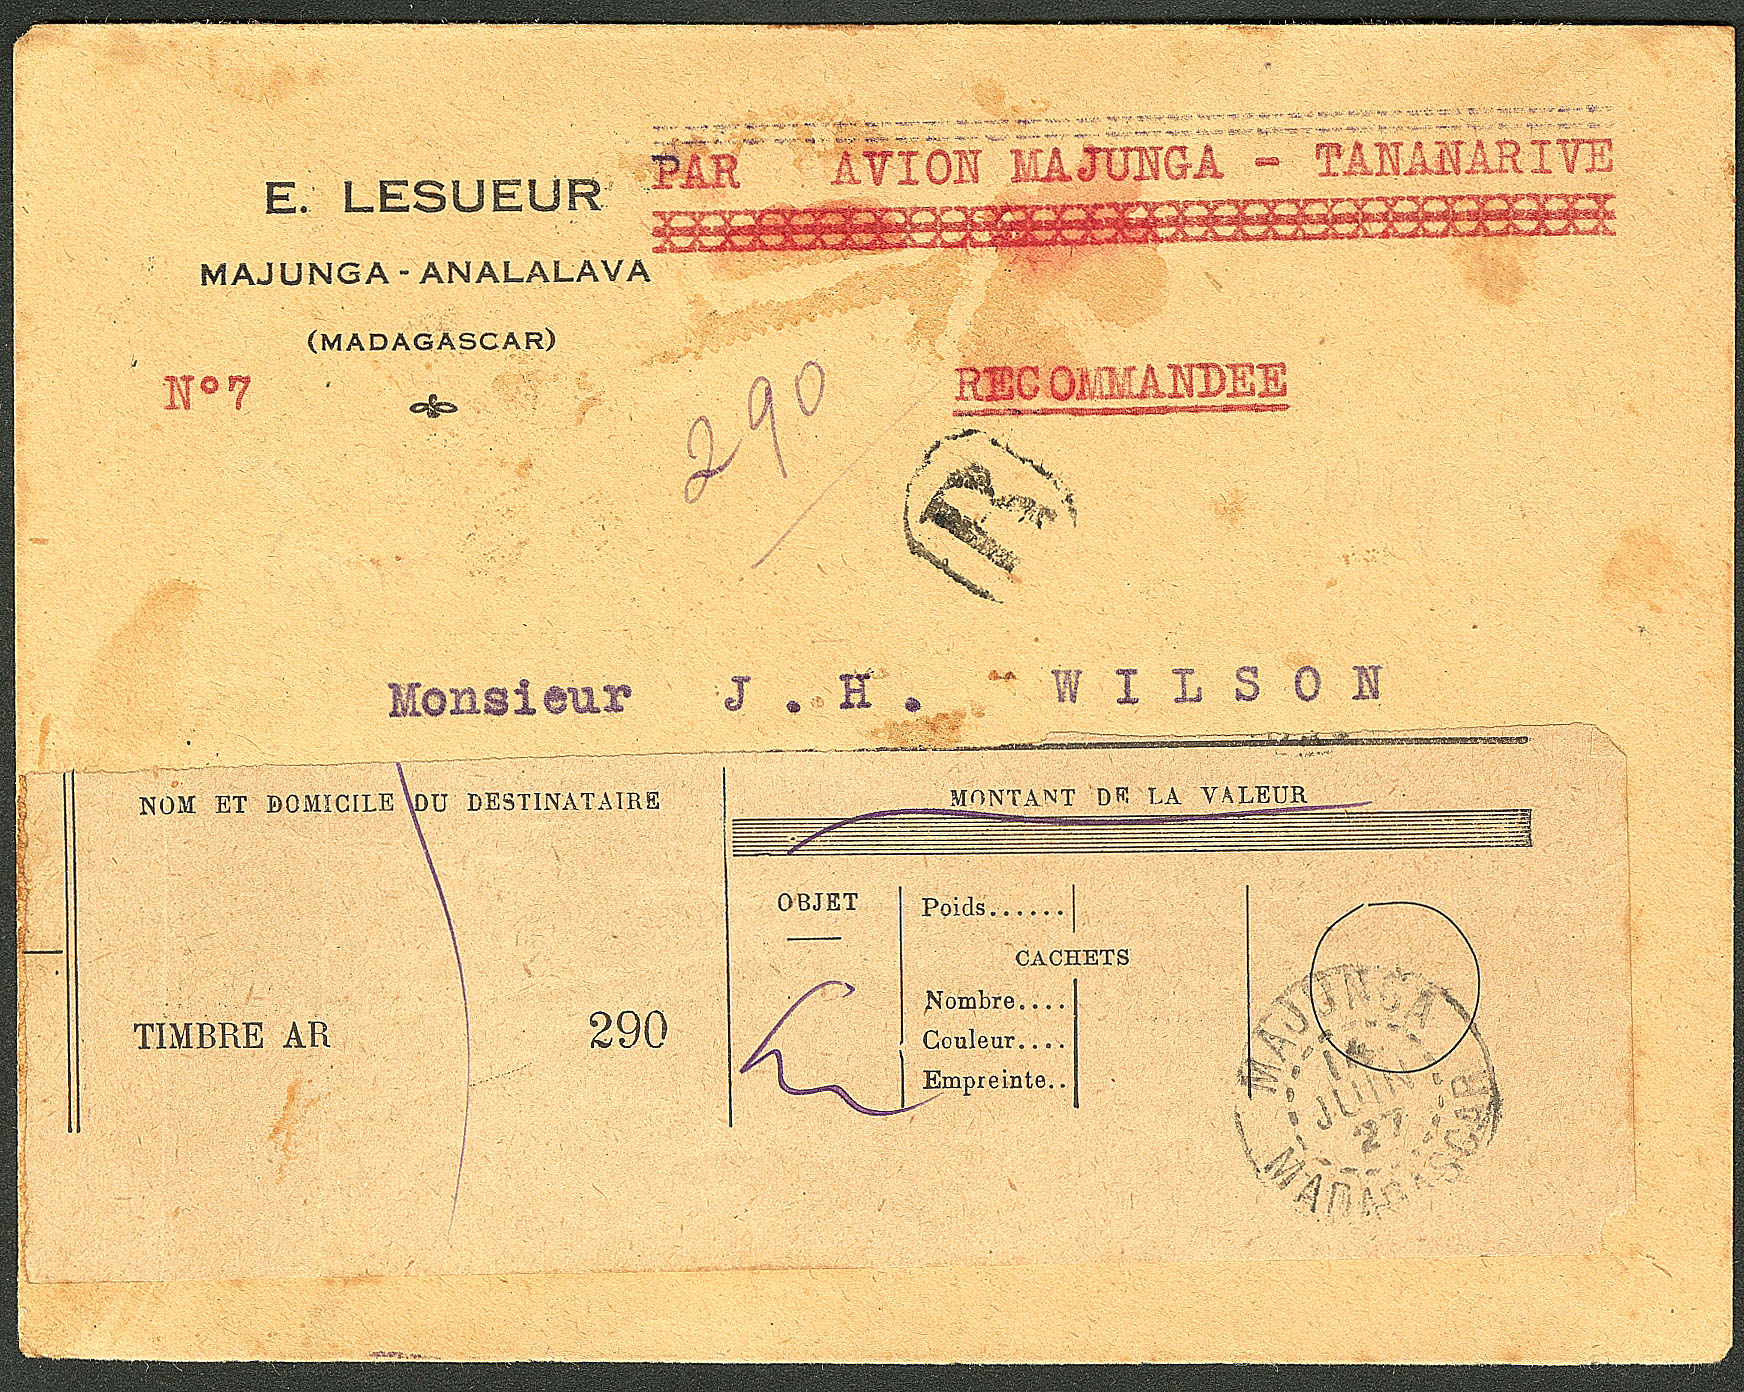 PAR AVION MAJUNGA - TANANARIVE
E. LESUEUR
MAJUNGA - ANALALAVA
(MADAGASCAR)
N°7
290
RECOMMANDEE
R
Monsieur J. H. WILSON
NOM ET DOMICILE DU DESTINATAIRE
MONTANT DE LA VALEUR
OBJET
Poids......
CACHETS
Nombre....
Couleur....
Empreinte..
TIMBRE AR 290
MAJUNGA
JUIN
27
MADAGASCAR